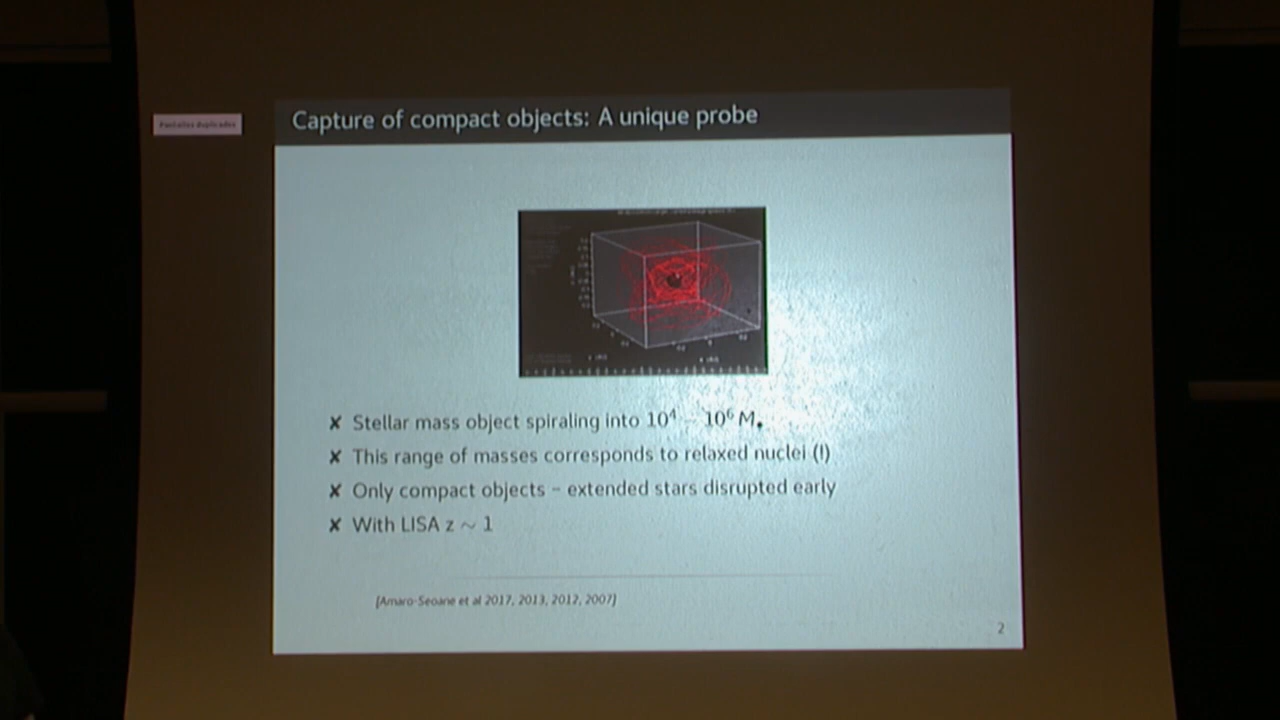 Pantallas duplicadas
Capture of compact objects: A unique probe
✘ Stellar mass object spiraling into 10⁴ – 10⁶ M•
✘ This range of masses corresponds to relaxed nuclei (!)
✘ Only compact objects – extended stars disrupted early
✘ With LISA z ∼ 1
[Amaro-Seoane et al 2017, 2013, 2012, 2007]
2